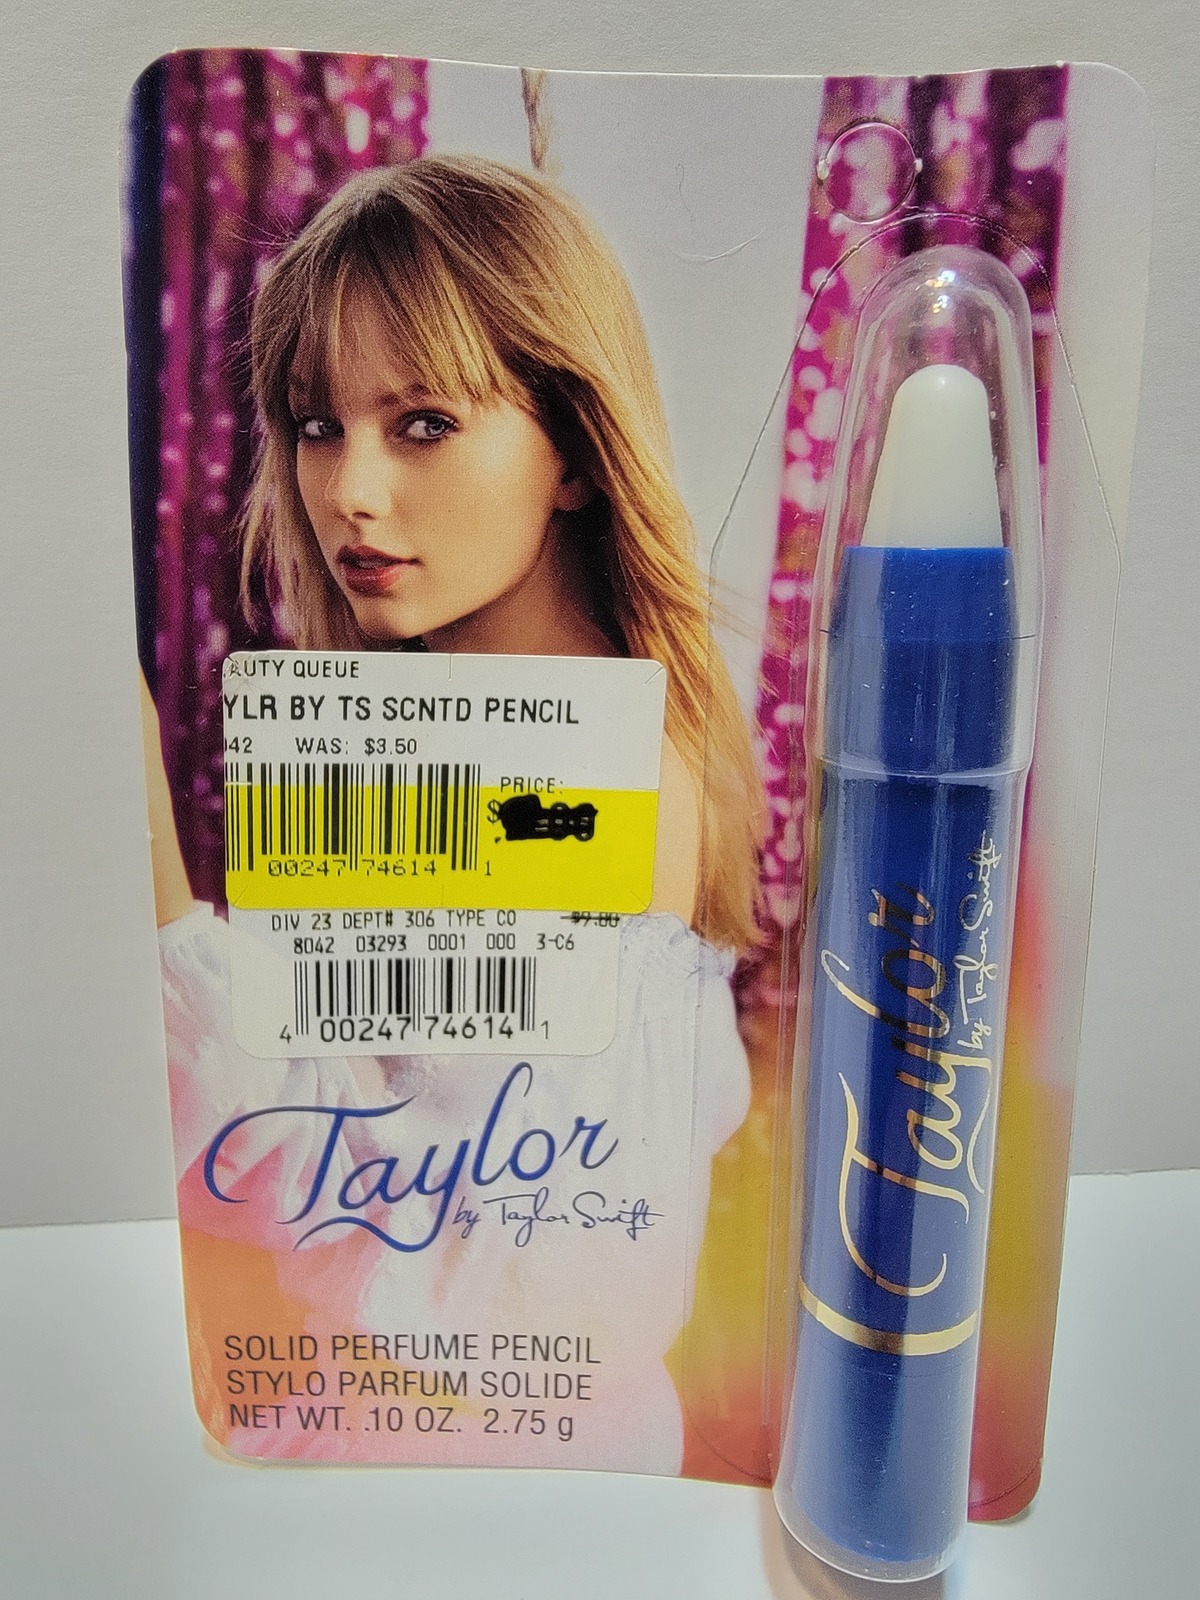 AUTY QUEUE
YLR BY TS SCNTD PENCIL
042 WAS: $3.50
PRICE:
$
00247 74614 1
DIV 23 DEPT# 306 TYPE CO $9.80
8042 03293 0001 000 3-C6
4 00247 74614 1
Taylor
by Taylor Swift
SOLID PERFUME PENCIL
STYLO PARFUM SOLIDE
NET WT. .10 OZ. 2.75 g
Taylor
by Taylor Swift